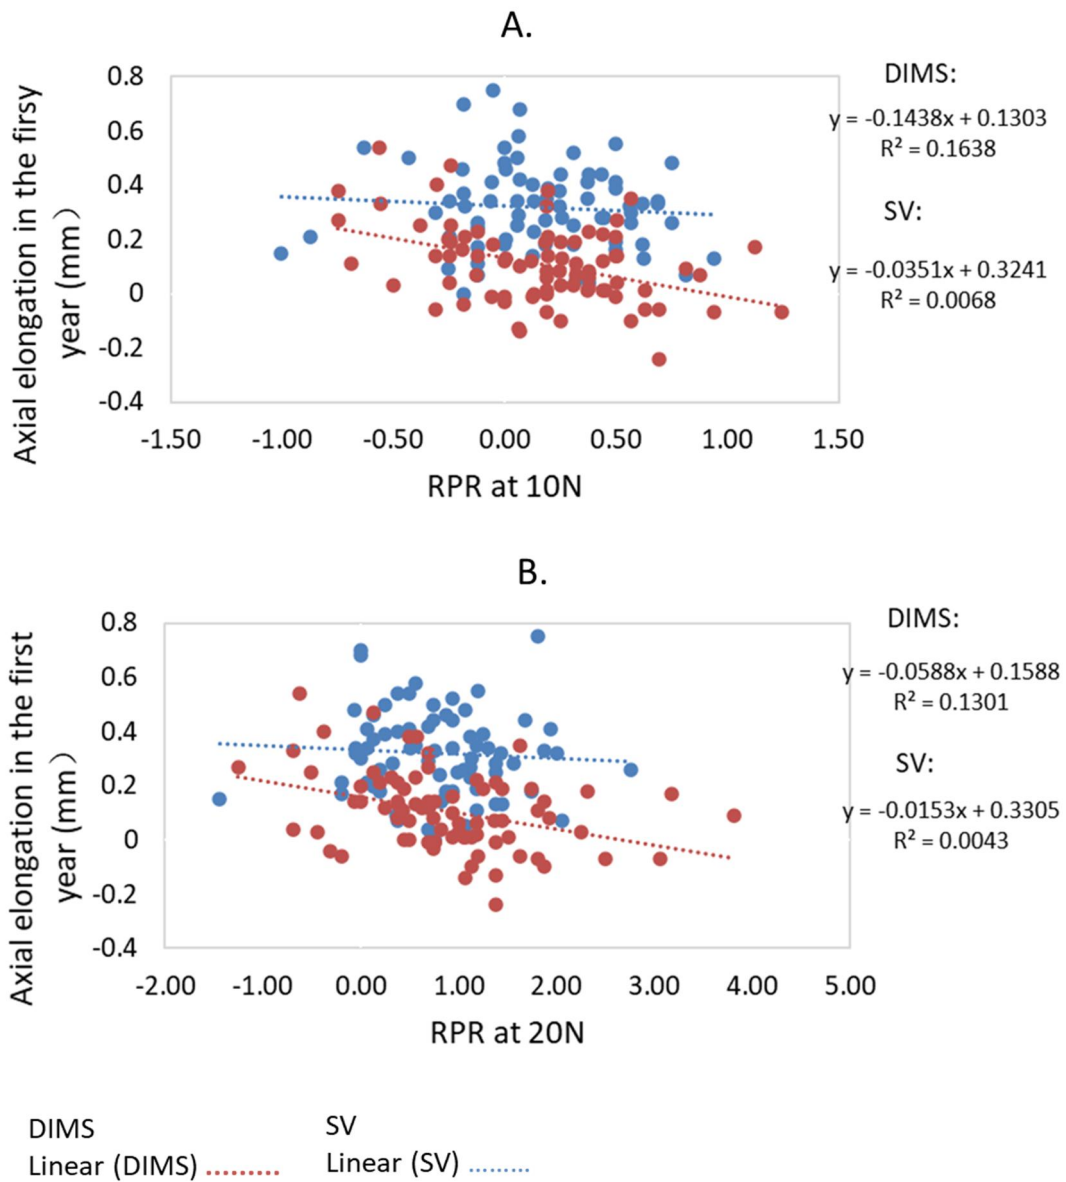 A.
Axial elongation in the firsy
year (mm)
0.8
0.6
0.4
0.2
0
-0.2
-0.4
-1.50 -1.00 -0.50 0.00 0.50 1.00 1.50
RPR at 10N
DIMS:
y = -0.1438x + 0.1303
R² = 0.1638
SV:
y = -0.0351x + 0.3241
R² = 0.0068
B.
Axial elongation in the first
year (mm)
0.8
0.6
0.4
0.2
0
-0.2
-0.4
-2.00 -1.00 0.00 1.00 2.00 3.00 4.00 5.00
RPR at 20N
DIMS:
y = -0.0588x + 0.1588
R² = 0.1301
SV:
y = -0.0153x + 0.3305
R² = 0.0043
DIMS SV
Linear (DIMS) Linear (SV)